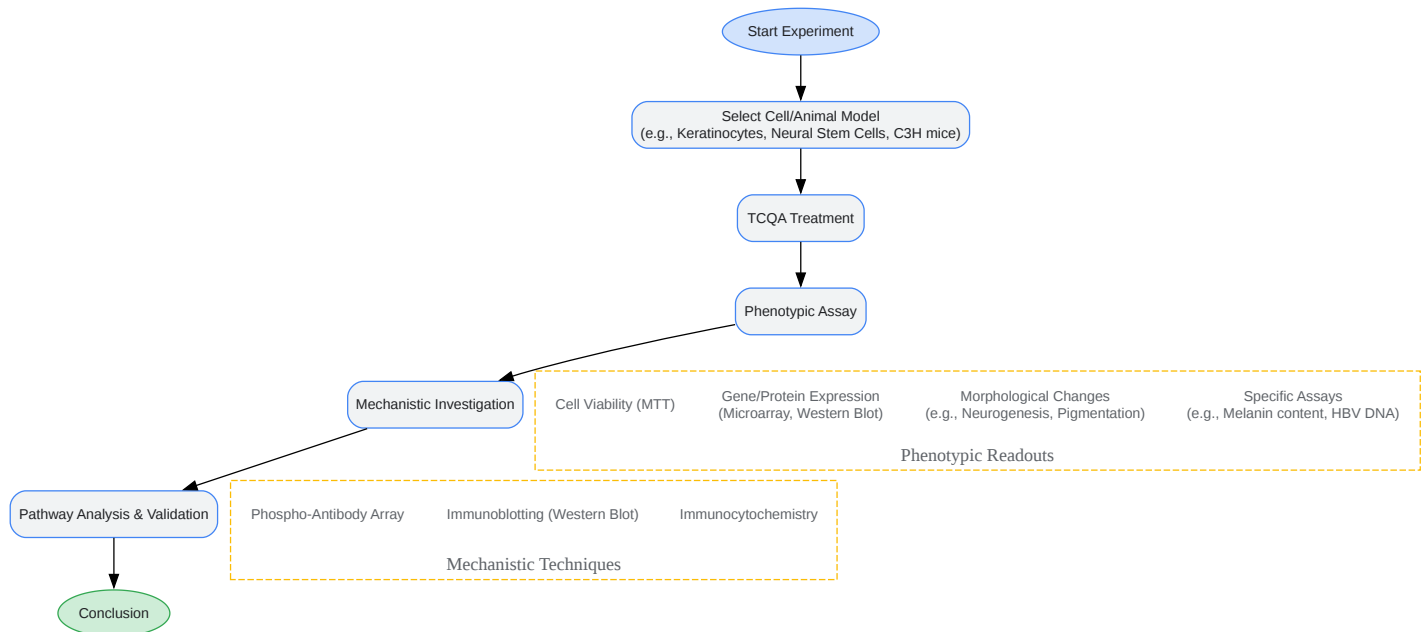 Start Experiment
Select Cell/Animal Model
(e.g., Keratinocytes, Neural Stem Cells, C3H mice)
TCQA Treatment
Phenotypic Assay
Mechanistic Investigation
Cell Viability (MTT)
Gene/Protein Expression
(Microarray, Western Blot)
Morphological Changes
(e.g., Neurogenesis, Pigmentation)
Specific Assays
(e.g., Melanin content, HBV DNA)
Phenotypic Readouts
Pathway Analysis & Validation
Phospho-Antibody Array
Immunoblotting (Western Blot)
Immunocytochemistry
Mechanistic Techniques
Conclusion